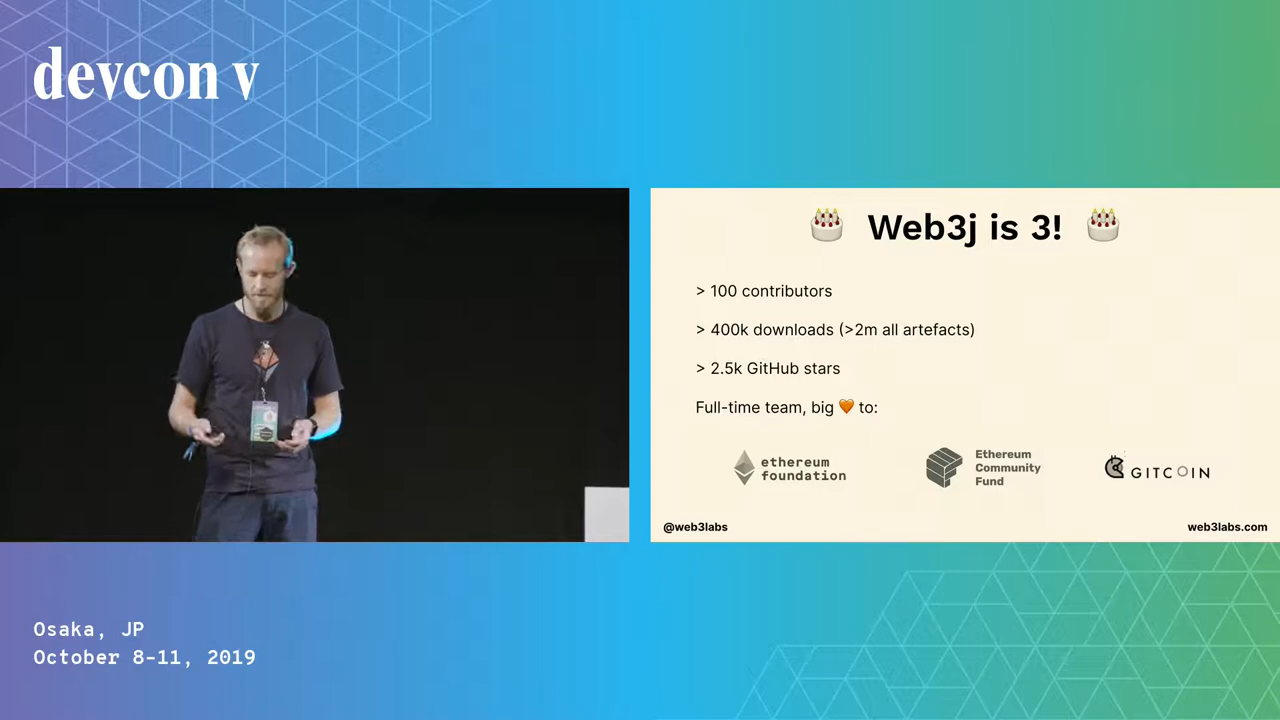 devcon v
🎂 Web3j is 3! 🎂
> 100 contributors
> 400k downloads (>2m all artefacts)
> 2.5k GitHub stars
Full-time team, big 🧡 to:
ethereum
foundation
Ethereum
Community
Fund
GITCOIN
@web3labs
web3labs.com
Osaka, JP
October 8-11, 2019